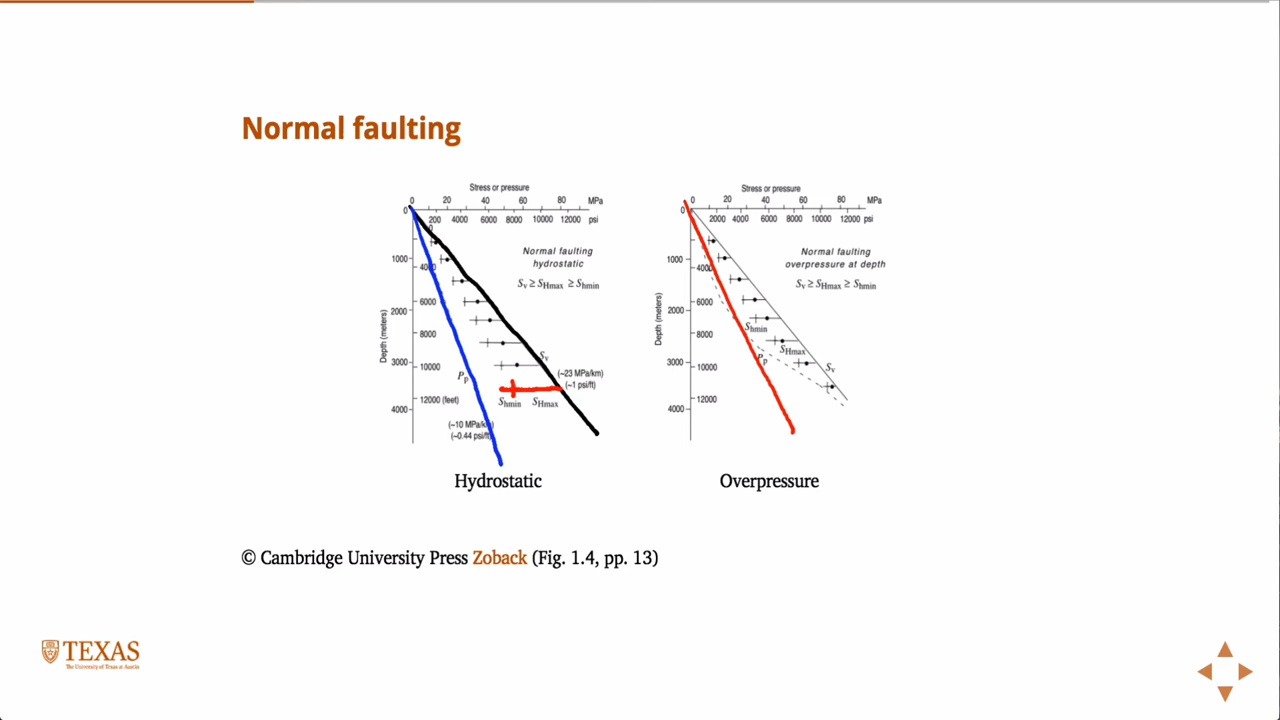 Normal faulting
Stress or pressure
0 20 40 60 80 MPa
0 200 4000 6000 8000 10000 12000 psi
Normal faulting
hydrostatic
Sv ≥ SHmax ≥ Shmin
Depth (meters)
1000
2000
3000
4000
4000
6000
8000
10000
12000 (feet)
Sv
Pp
(~23 MPa/km)
(~1 psi/ft)
Shmin SHmax
(~10 MPa/km)
(~0.44 psi/ft)
Hydrostatic
Stress or pressure
0 20 40 60 80 MPa
0 2000 4000 6000 8000 10000 12000 psi
Normal faulting
overpressure at depth
Sv ≥ SHmax ≥ Shmin
Depth (meters)
1000
2000
3000
4000
4000
6000
8000
10000
12000
Shmin
SHmax
Pp
Sv
Overpressure
© Cambridge University Press Zoback (Fig. 1.4, pp. 13)
TEXAS
The University of Texas at Austin